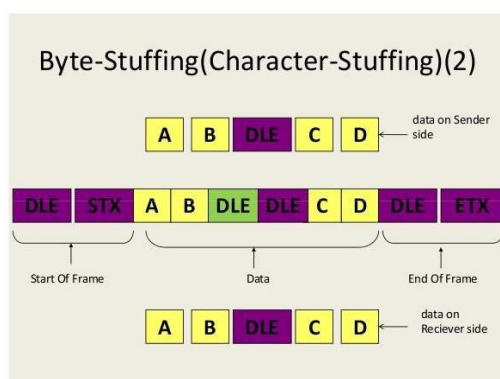 Byte-Stuffing(Character-Stuffing)(2)
A B DLE C D
data on Sender
side
DLE STX A B DLE DLE C D DLE ETX
Start Of Frame Data End Of Frame
A B DLE C D
data on
Reciever side